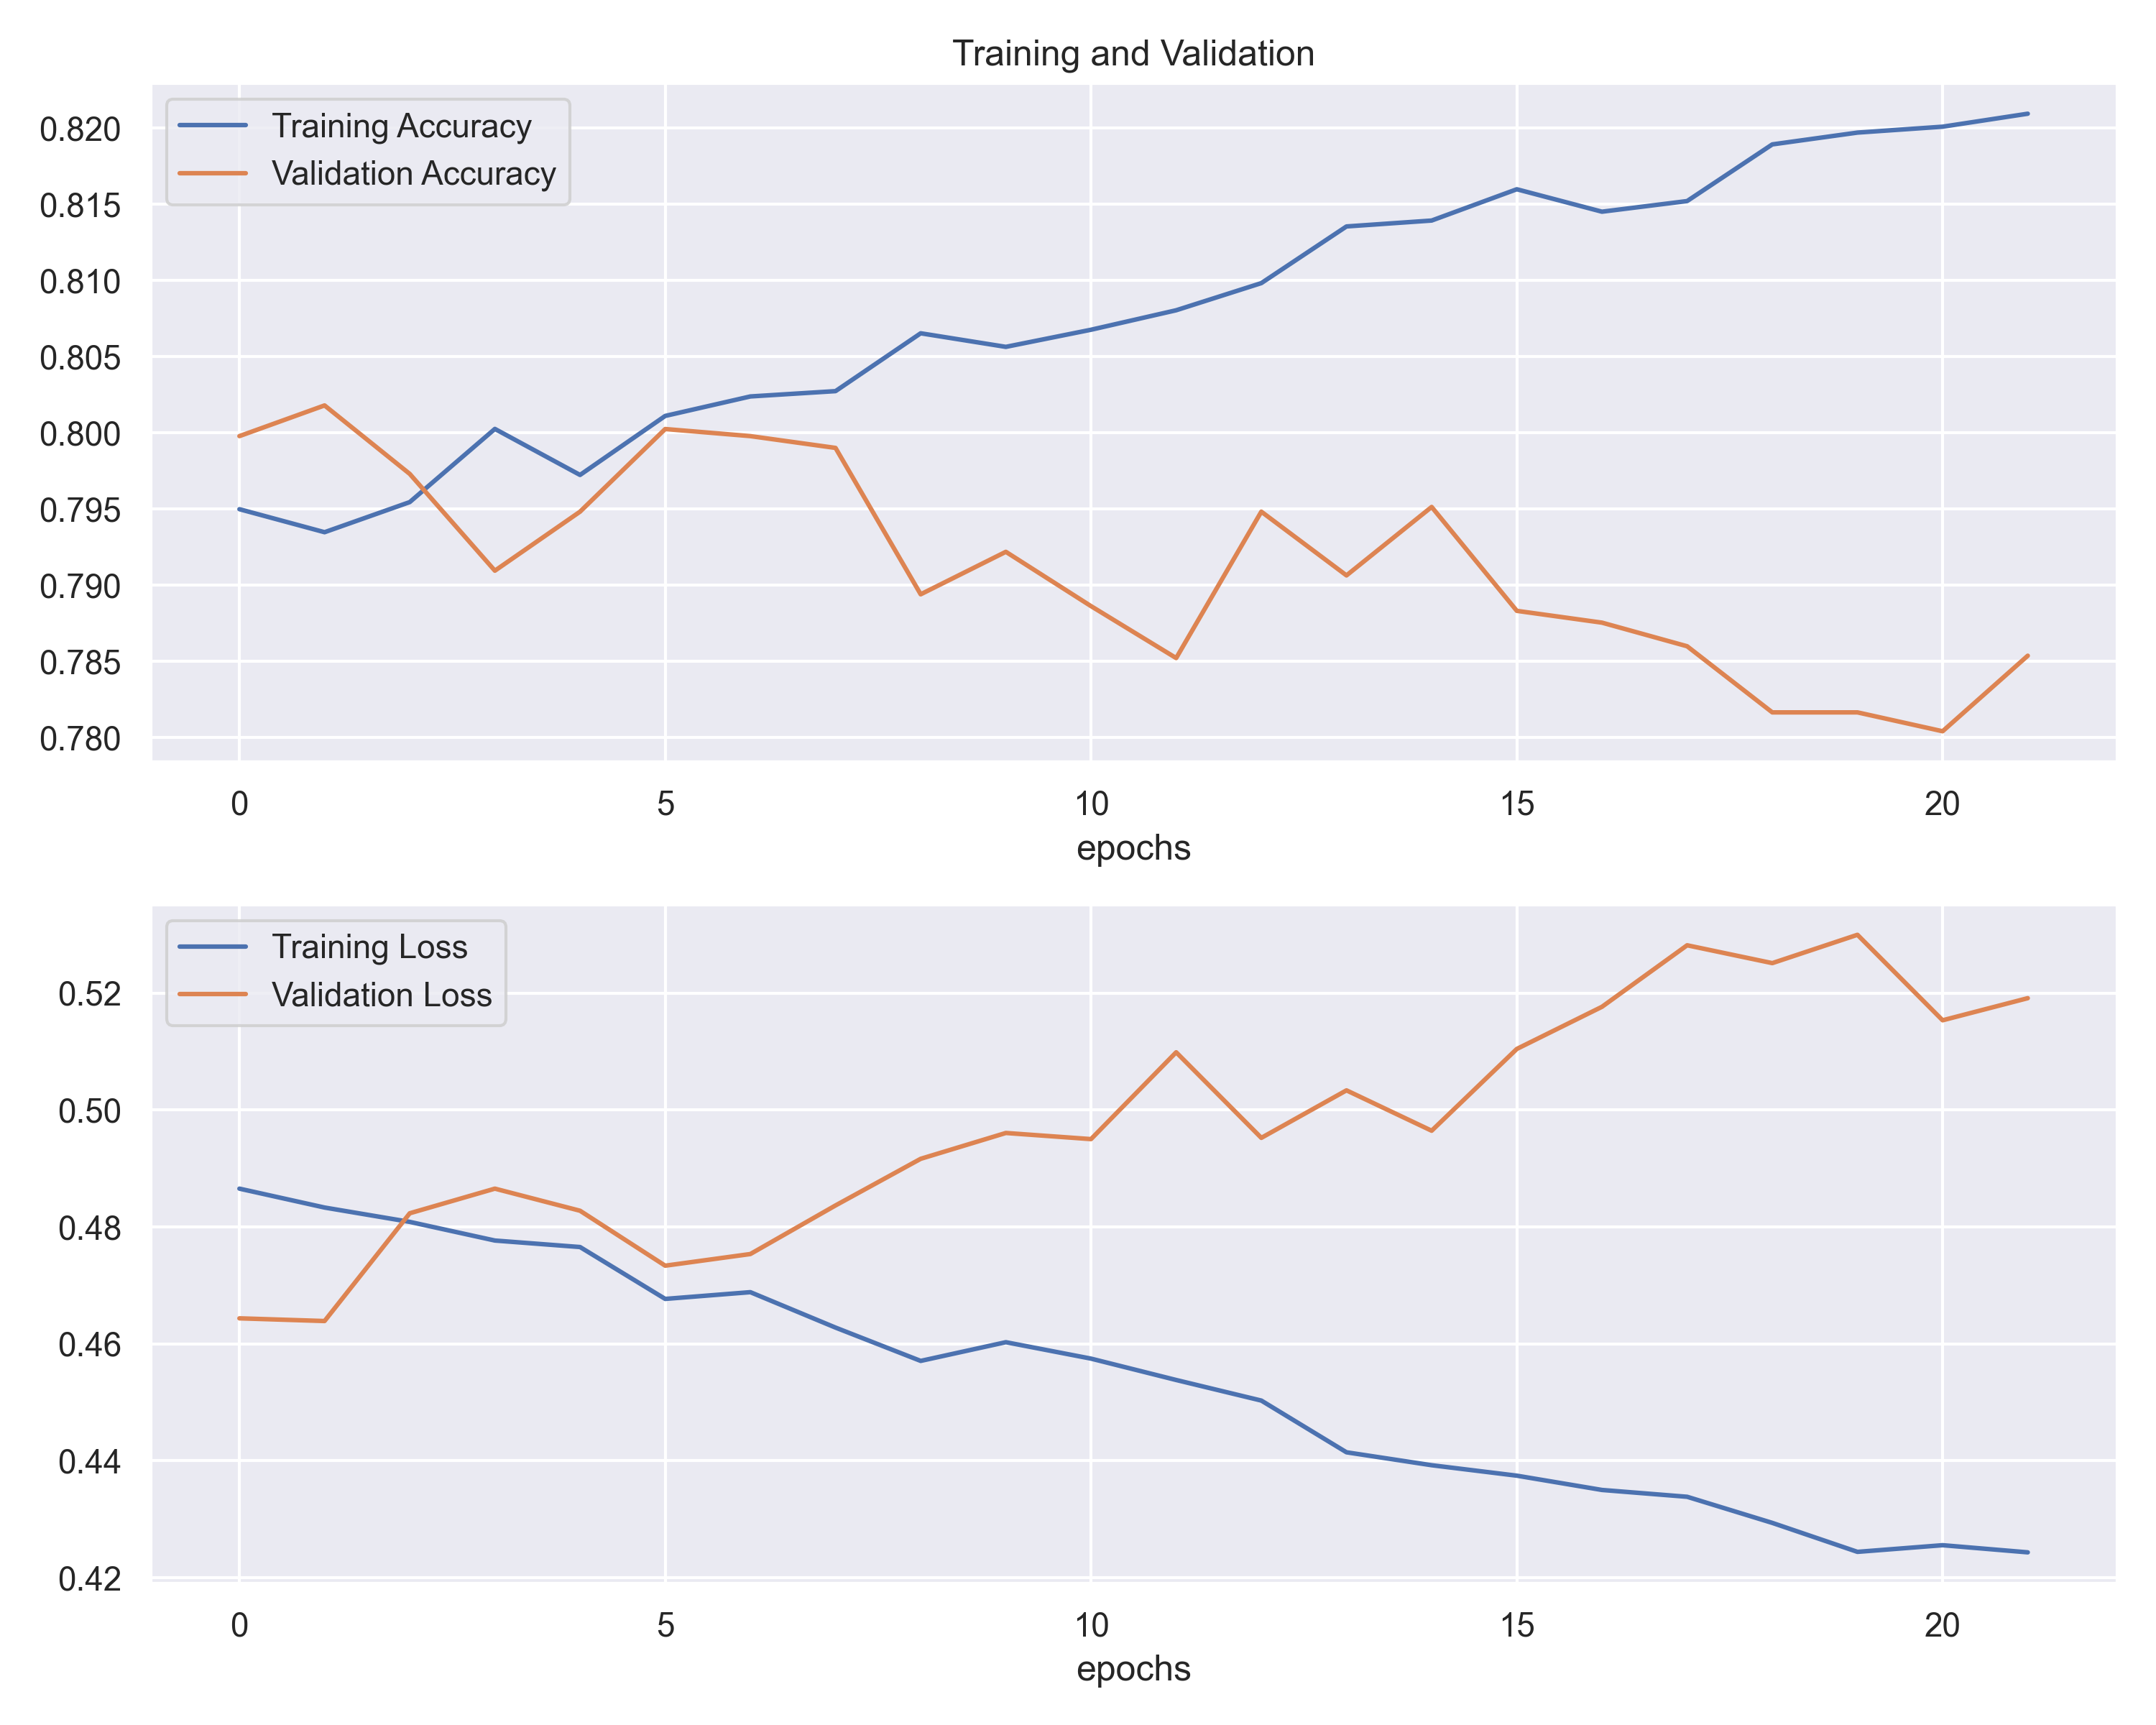 Training and Validation
Training Accuracy
Validation Accuracy
0.820
0.815
0.810
0.805
0.800
0.795
0.790
0.785
0.780
0 5 10 15 20
epochs
Training Loss
Validation Loss
0.52
0.50
0.48
0.46
0.44
0.42
0 5 10 15 20
epochs